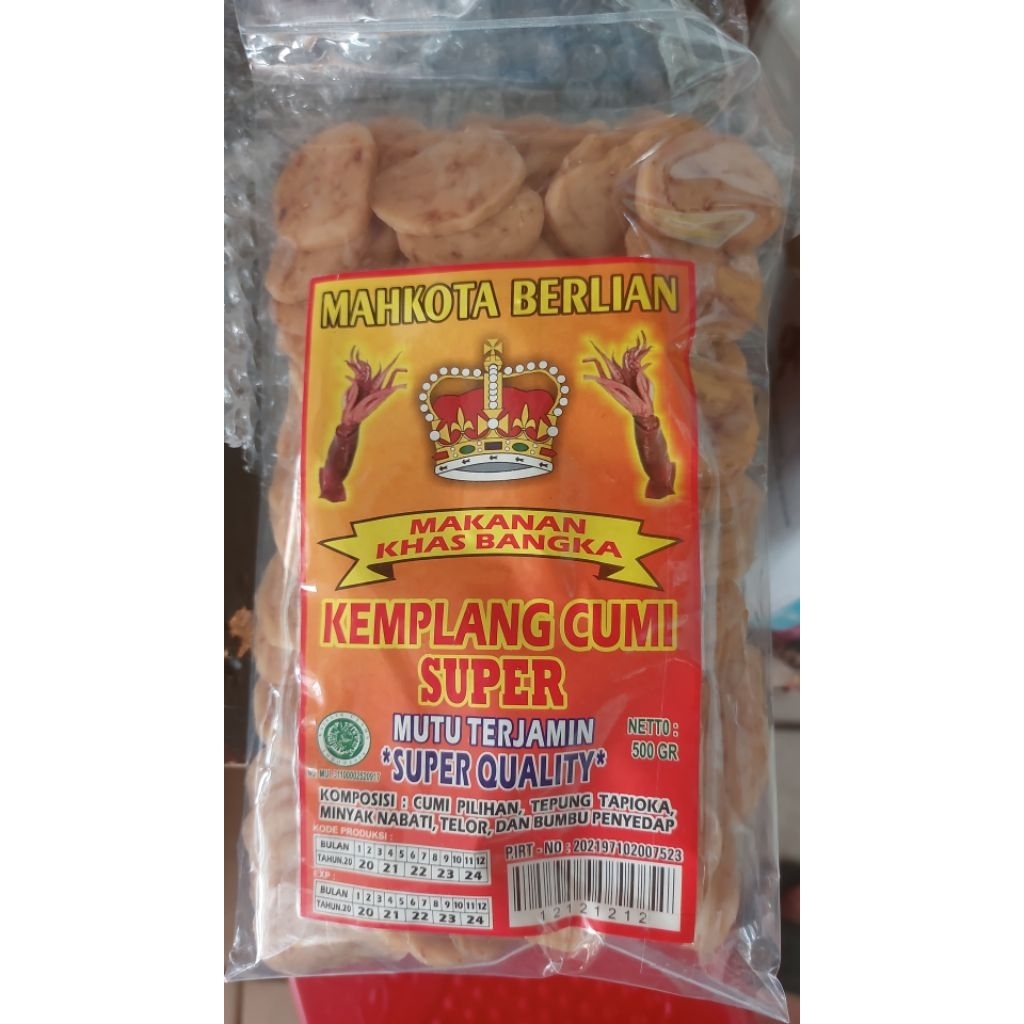 MAHKOTA BERLIAN
MAKANAN
KHAS BANGKA
KEMPLANG CUMI
SUPER
MUTU TERJAMIN
*SUPER QUALITY*
NETTO :
500 GR
KOMPOSISI : CUMI PILIHAN, TEPUNG TAPIOKA,
MINYAK NABATI, TELOR, DAN BUMBU PENYEDAP
KODE PRODUKSI :
BULAN 1 2 3 4 5 6 7 8 9 10 11 12
TAHUN.20 20 21 22 23 24
EXP :
BULAN 1 2 3 4 5 6 7 8 9 10 11 12
TAHUN.20 20 21 22 23 24
P.IRT - NO : 202197102007523
12121212